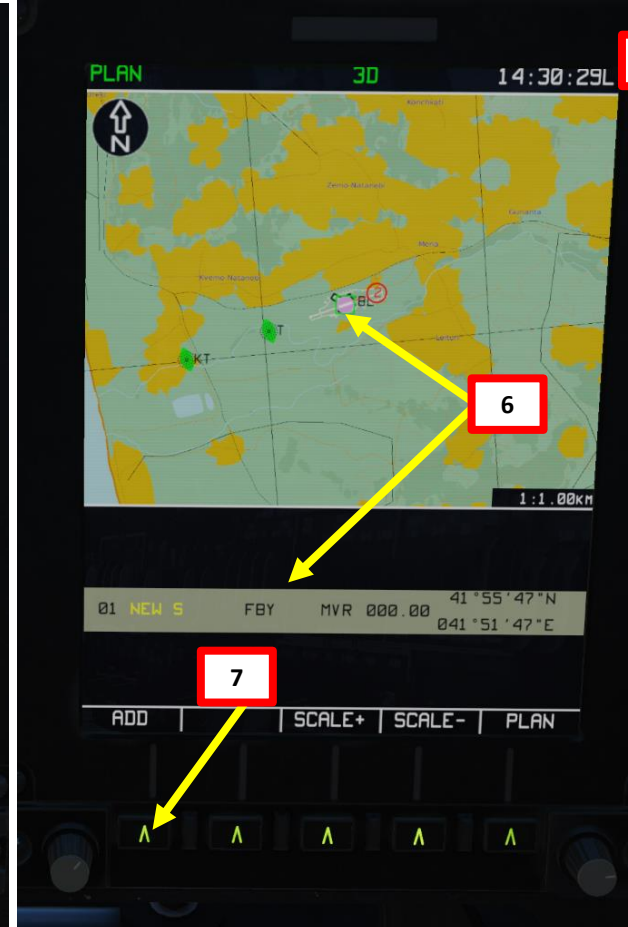 PLAN 3D 14:30:29L
N
Zemo Natanebi
Meria
Kvemo Natanebi
2
T
KT
6
1:1.00KM
01 NEW S FBY MVR 000.00 41°55'47"N
041°51'47"E
7
ADD | | SCALE+ | SCALE- | PLAN
Λ Λ Λ Λ Λ